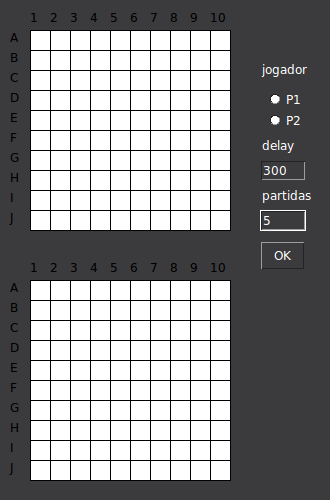 1 2 3 4 5 6 7 8 9 10
A
B
C
D
E
F
G
H
I
J
jogador
P1
P2
delay
300
partidas
5
OK
1 2 3 4 5 6 7 8 9 10
A
B
C
D
E
F
G
H
I
J